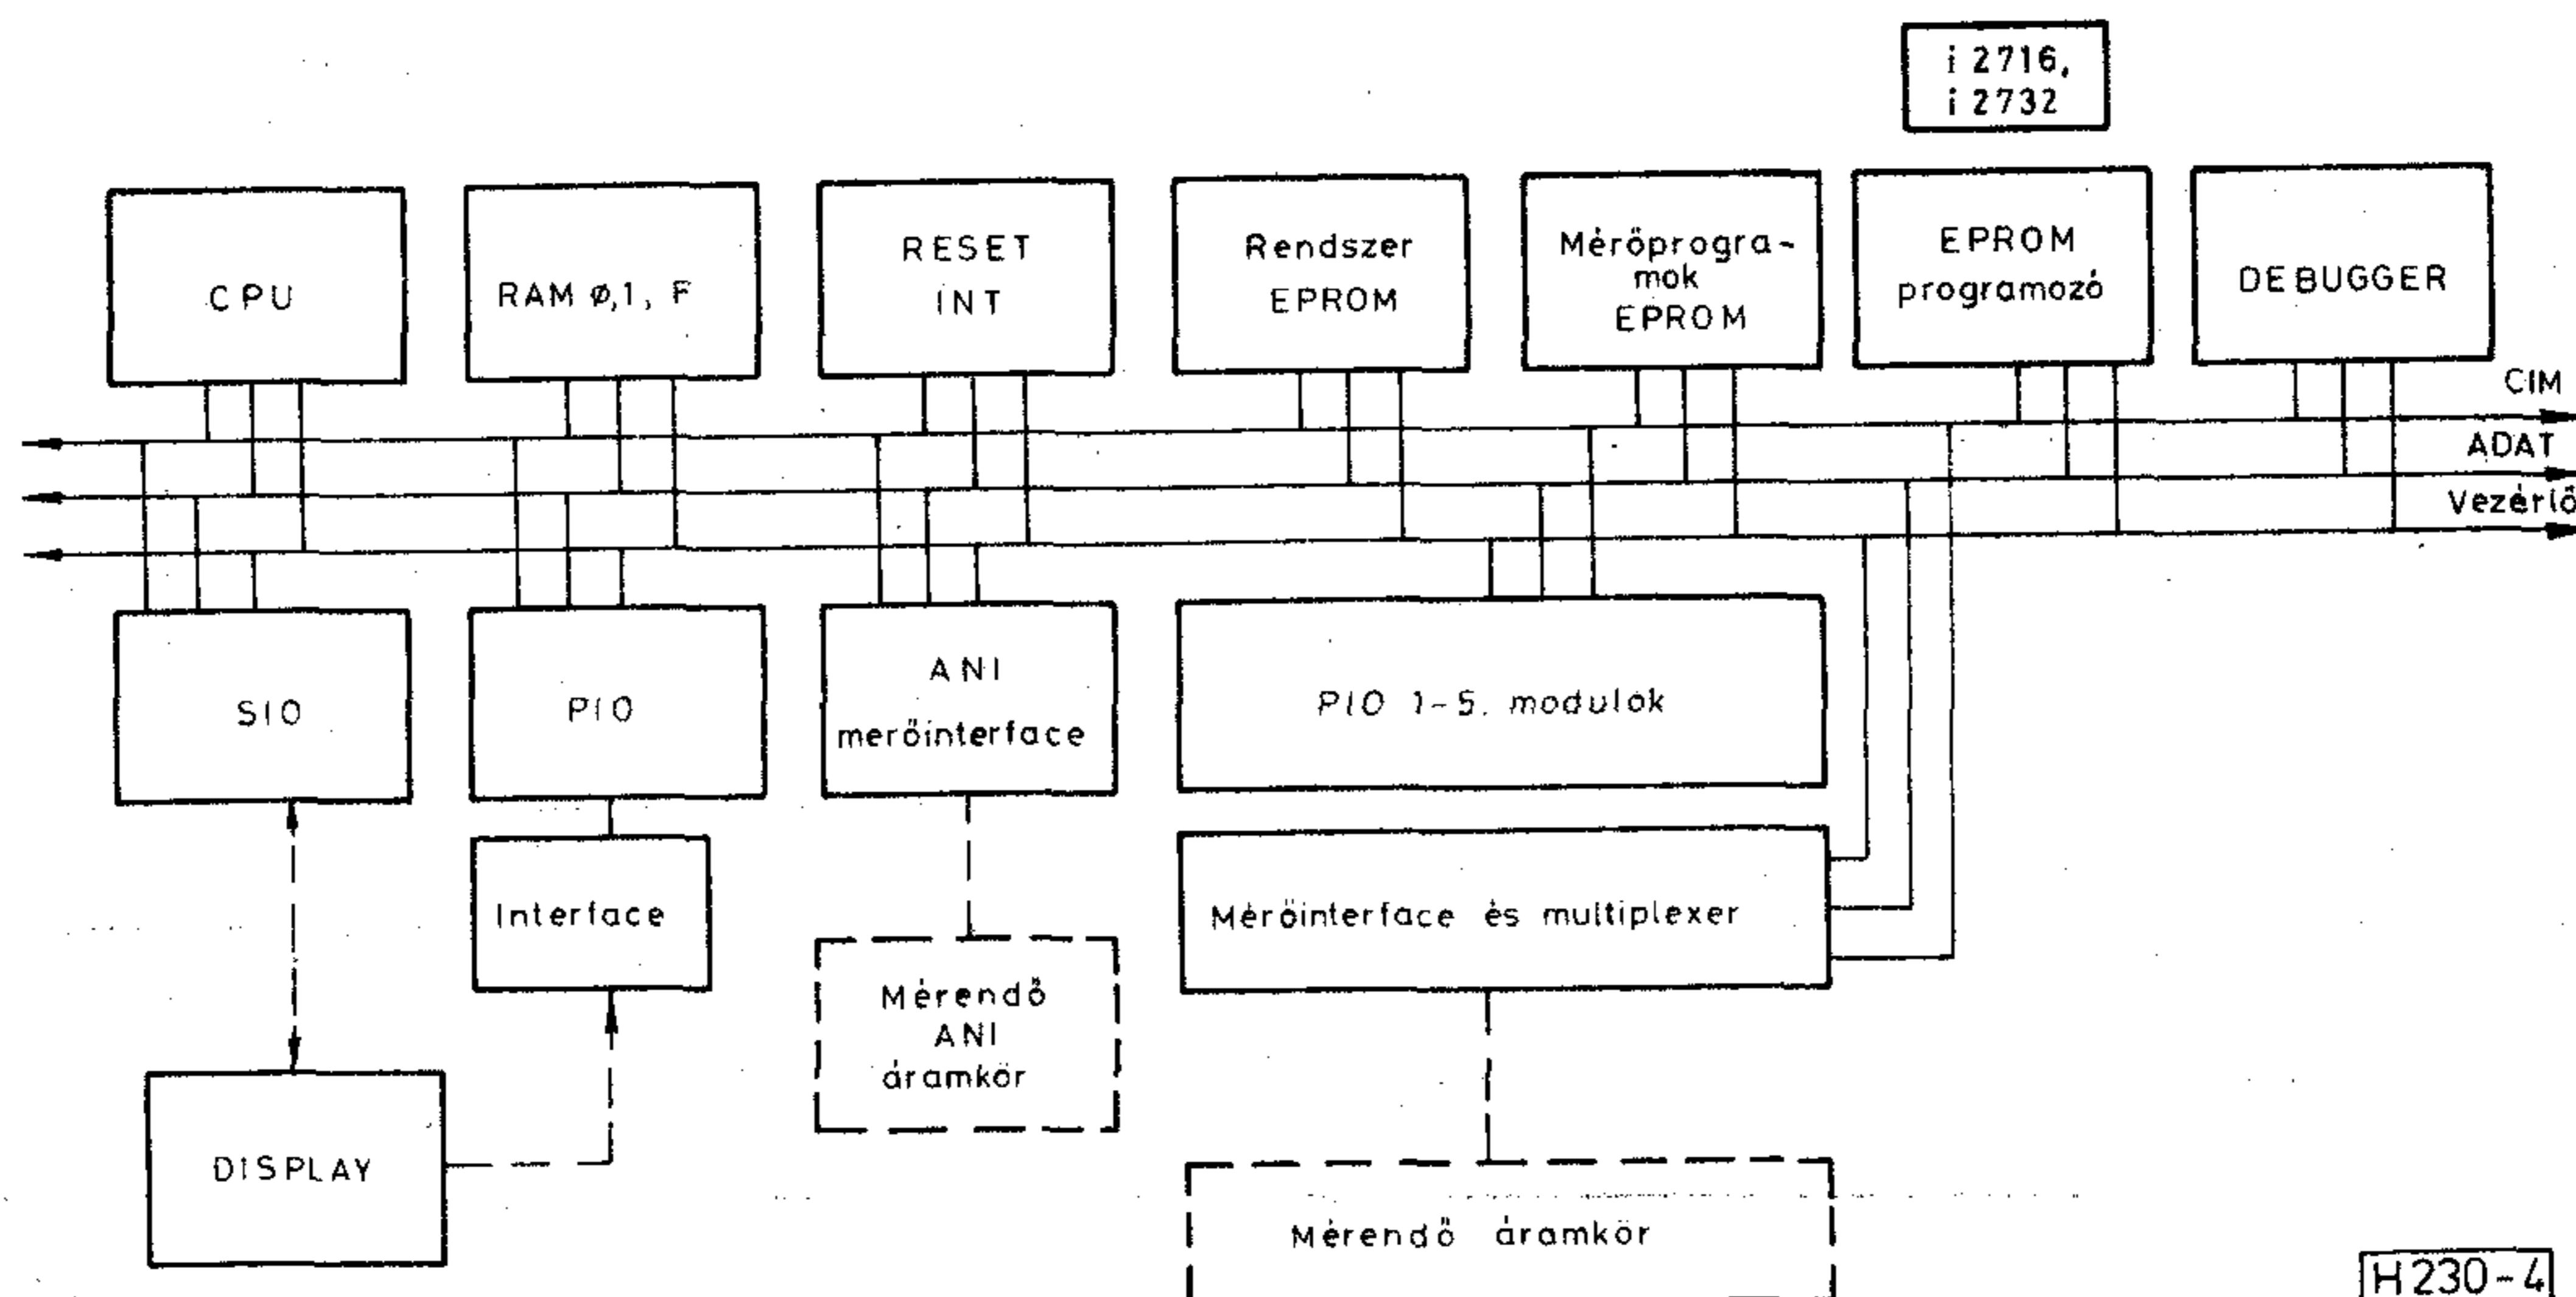 i 2716,
i 2732
CPU
RAM ø,1, F
RESET
INT
Rendszer
EPROM
Mérőprogra-
mok
EPROM
EPROM
programozó
DEBUGGER
CIM
ADAT
Vezérlő
SIO
PIO
ANI
merőinterface
PIO 1-5. modulok
Interface
Mérőinterface és multiplexer
Mérendő
ANI
áramkör
DISPLAY
Mérendő áramkör
H230-4